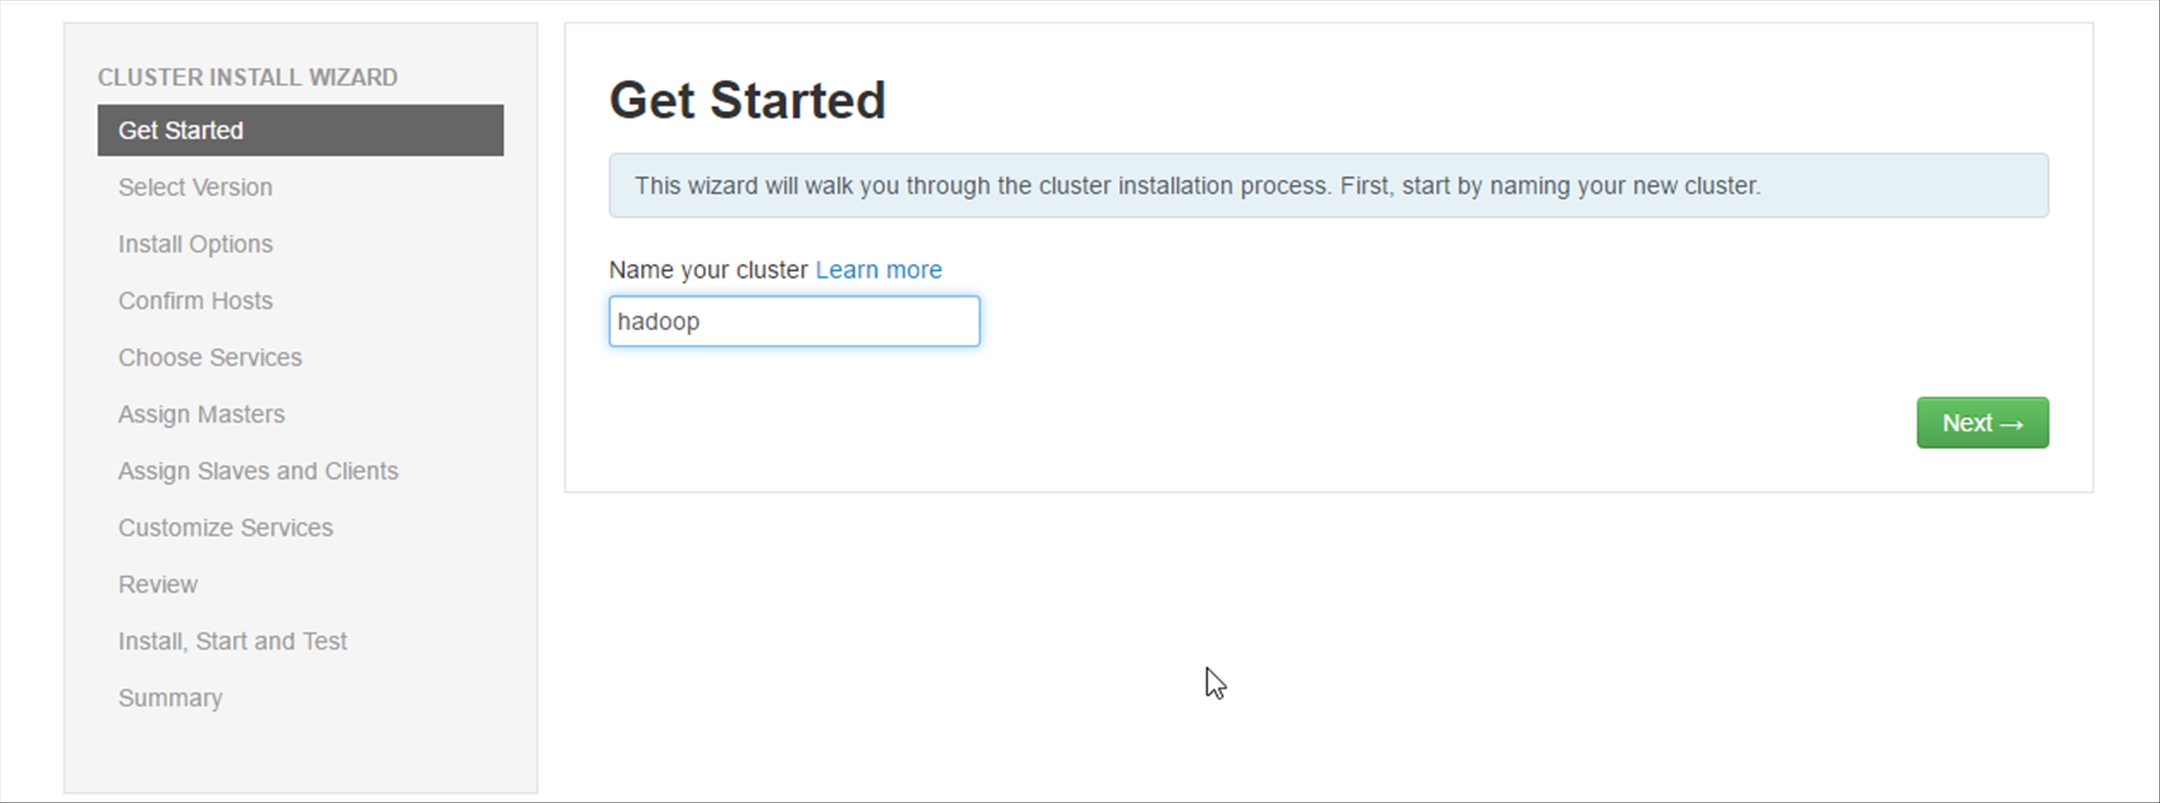 CLUSTER INSTALL WIZARD
Get Started
Select Version
Install Options
Confirm Hosts
Choose Services
Assign Masters
Assign Slaves and Clients
Customize Services
Review
Install, Start and Test
Summary
Get Started
This wizard will walk you through the cluster installation process. First, start by naming your new cluster.
Name your cluster Learn more
hadoop
Next →